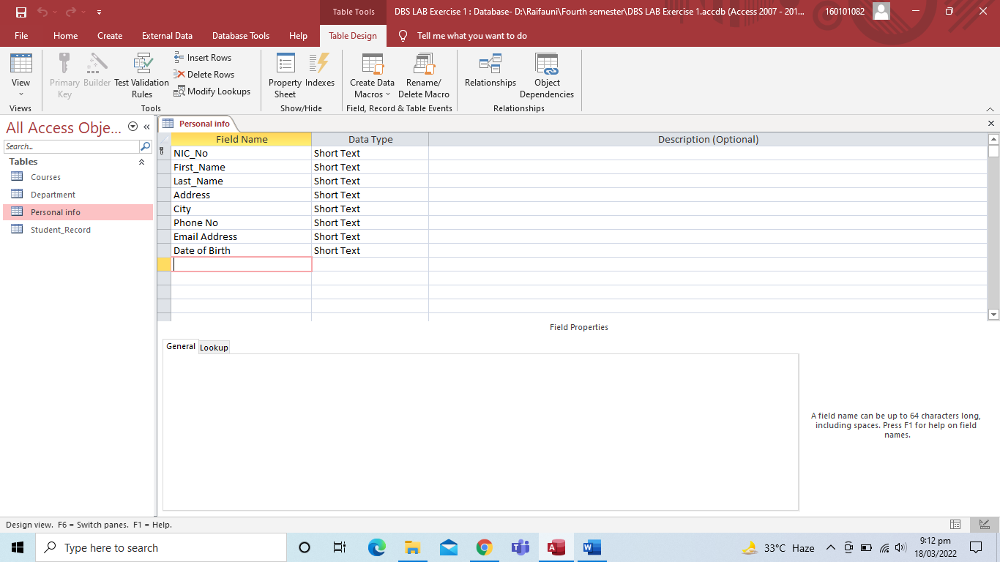 Table Tools
DBS LAB Exercise 1 : Database- D:\Raifauni\Fourth semester\DBS LAB Exercise 1.accdb (Access 2007 - 201...
160101082
File
Home
Create
External Data
Database Tools
Help
Table Design
Tell me what you want to do
View
Primary Key
Builder
Test Validation Rules
Insert Rows
Delete Rows
Modify Lookups
Property Sheet
Indexes
Create Data Macros
Rename/ Delete Macro
Relationships
Object Dependencies
Views
Tools
Show/Hide
Field, Record & Table Events
Relationships
All Access Obje...
Search...
Tables
Courses
Department
Personal info
Student_Record
Personal info
Field Name
Data Type
Description (Optional)
NIC_No
Short Text
First_Name
Short Text
Last_Name
Short Text
Address
Short Text
City
Short Text
Phone No
Short Text
Email Address
Short Text
Date of Birth
Short Text
Field Properties
General
Lookup
A field name can be up to 64 characters long,
including spaces. Press F1 for help on field
names.
Design view.  F6 = Switch panes.  F1 = Help.
Type here to search
33°C Haze
9:12 pm
18/03/2022